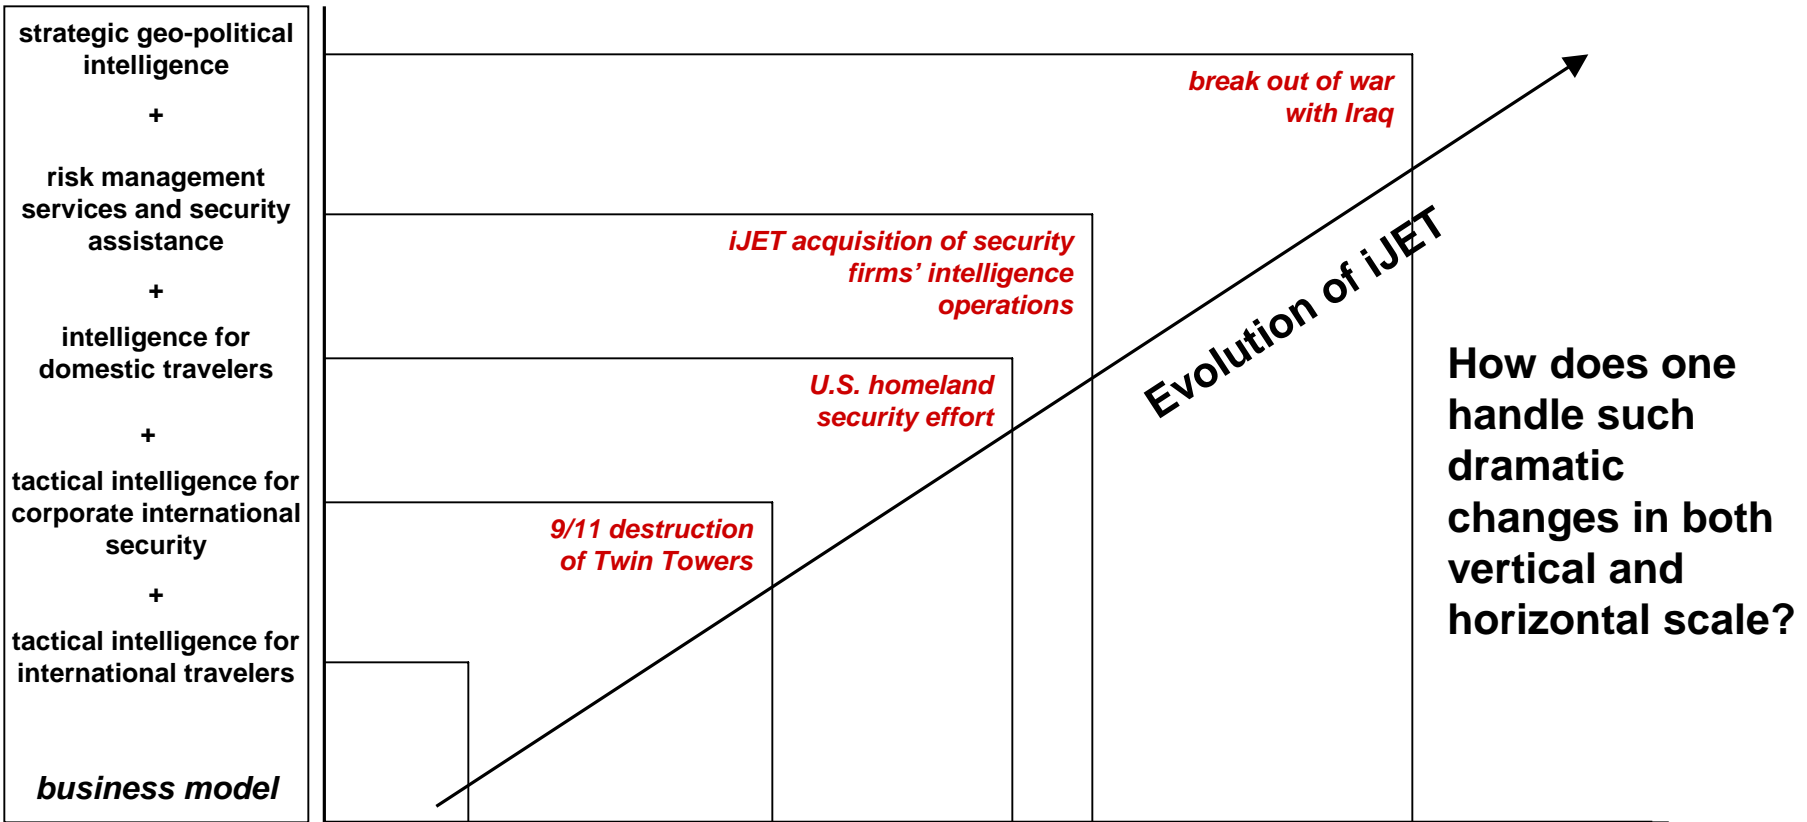 strategic geo-political
intelligence
+
risk management
services and security
assistance
+
intelligence for
domestic travelers
+
tactical intelligence for
corporate international
security
+
tactical intelligence for
international travelers
business model
break out of war
with Iraq
iJET acquisition of security
firms’ intelligence
operations
U.S. homeland
security effort
9/11 destruction
of Twin Towers
Evolution of iJET
How does one
handle such
dramatic
changes in both
vertical and
horizontal scale?